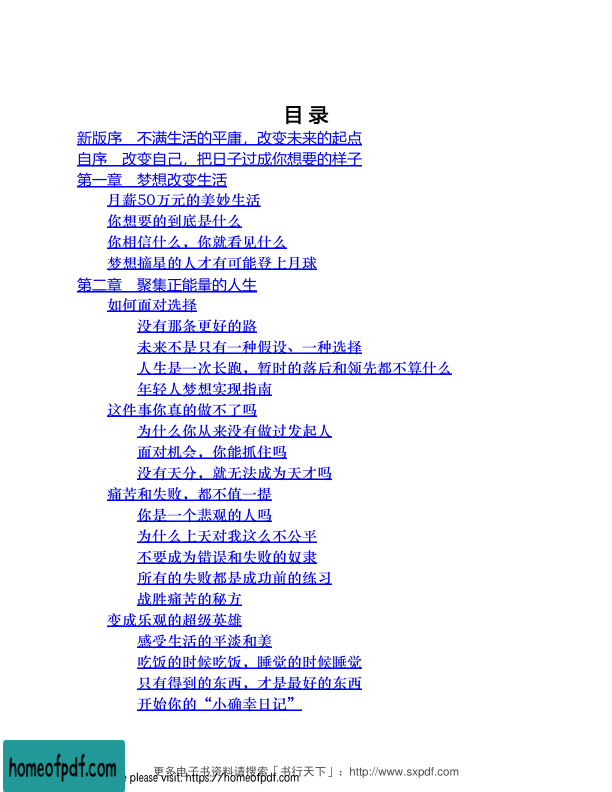 目录
新版序　不满生活的平庸，改变未来的起点
自序　改变自己，把日子过成你想要的样子
第一章　梦想改变生活
月薪50万元的美妙生活
你想要的到底是什么
你相信什么，你就看见什么
梦想摘星的人才有可能登上月球
第二章　聚集正能量的人生
如何面对选择
没有那条更好的路
未来不是只有一种假设、一种选择
人生是一次长跑，暂时的落后和领先都不算什么
年轻人梦想实现指南
这件事你真的做不了吗
为什么你从来没有做过发起人
面对机会，你能抓住吗
没有天分，就无法成为天才吗
痛苦和失败，都不值一提
你是一个悲观的人吗
为什么上天对我这么不公平
不要成为错误和失败的奴隶
所有的失败都是成功前的练习
战胜痛苦的秘方
变成乐观的超级英雄
感受生活的平淡和美
吃饭的时候吃饭，睡觉的时候睡觉
只有得到的东西，才是最好的东西
开始你的“小确幸日记”
更多电子书资料请搜索「书行天下」：http://www.sxpdf.com
homeofpdf.com
please visit: https://homeofpdf.com